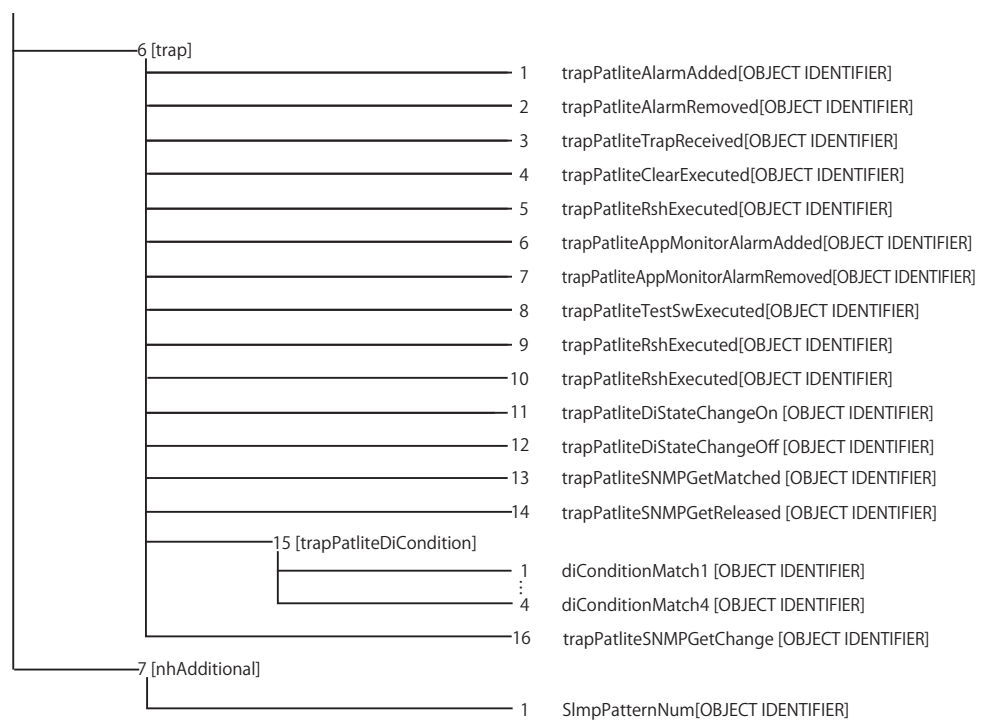 6 [trap]
1 trapPatliteAlarmAdded[OBJECT IDENTIFIER]
2 trapPatliteAlarmRemoved[OBJECT IDENTIFIER]
3 trapPatliteTrapReceived[OBJECT IDENTIFIER]
4 trapPatliteClearExecuted[OBJECT IDENTIFIER]
5 trapPatliteRshExecuted[OBJECT IDENTIFIER]
6 trapPatliteAppMonitorAlarmAdded[OBJECT IDENTIFIER]
7 trapPatliteAppMonitorAlarmRemoved[OBJECT IDENTIFIER]
8 trapPatliteTestSwExecuted[OBJECT IDENTIFIER]
9 trapPatliteRshExecuted[OBJECT IDENTIFIER]
10 trapPatliteRshExecuted[OBJECT IDENTIFIER]
11 trapPatliteDiStateChangeOn [OBJECT IDENTIFIER]
12 trapPatliteDiStateChangeOff [OBJECT IDENTIFIER]
13 trapPatliteSNMPGetMatched [OBJECT IDENTIFIER]
14 trapPatliteSNMPGetReleased [OBJECT IDENTIFIER]
15 [trapPatliteDiCondition]
1 diConditionMatch1 [OBJECT IDENTIFIER]
⋮
4 diConditionMatch4 [OBJECT IDENTIFIER]
16 trapPatliteSNMPGetChange [OBJECT IDENTIFIER]
7 [nhAdditional]
1 SlmpPatternNum[OBJECT IDENTIFIER]